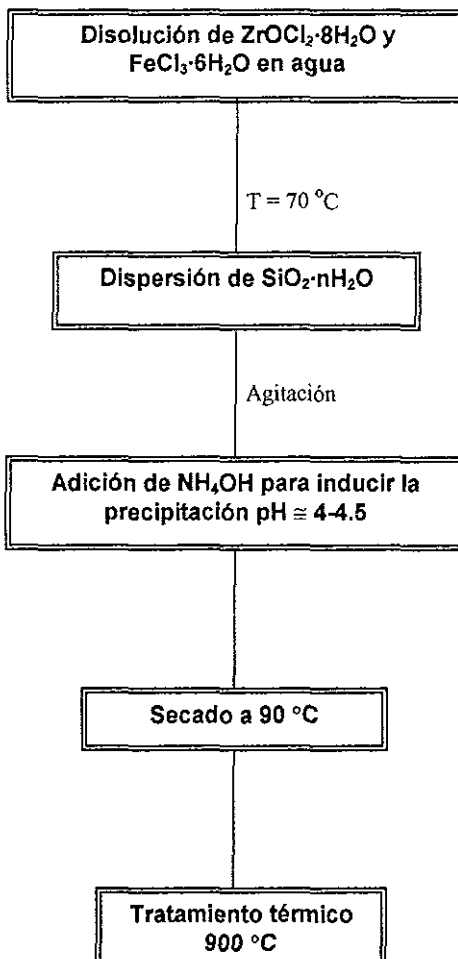 Disolución de ZrOCl₂·8H₂O y
FeCl₃·6H₂O en agua
T = 70 °C
Dispersión de SiO₂·nH₂O
Agitación
Adición de NH₄OH para inducir la
precipitación pH ≅ 4-4.5
Secado a 90 °C
Tratamiento térmico
900 °C